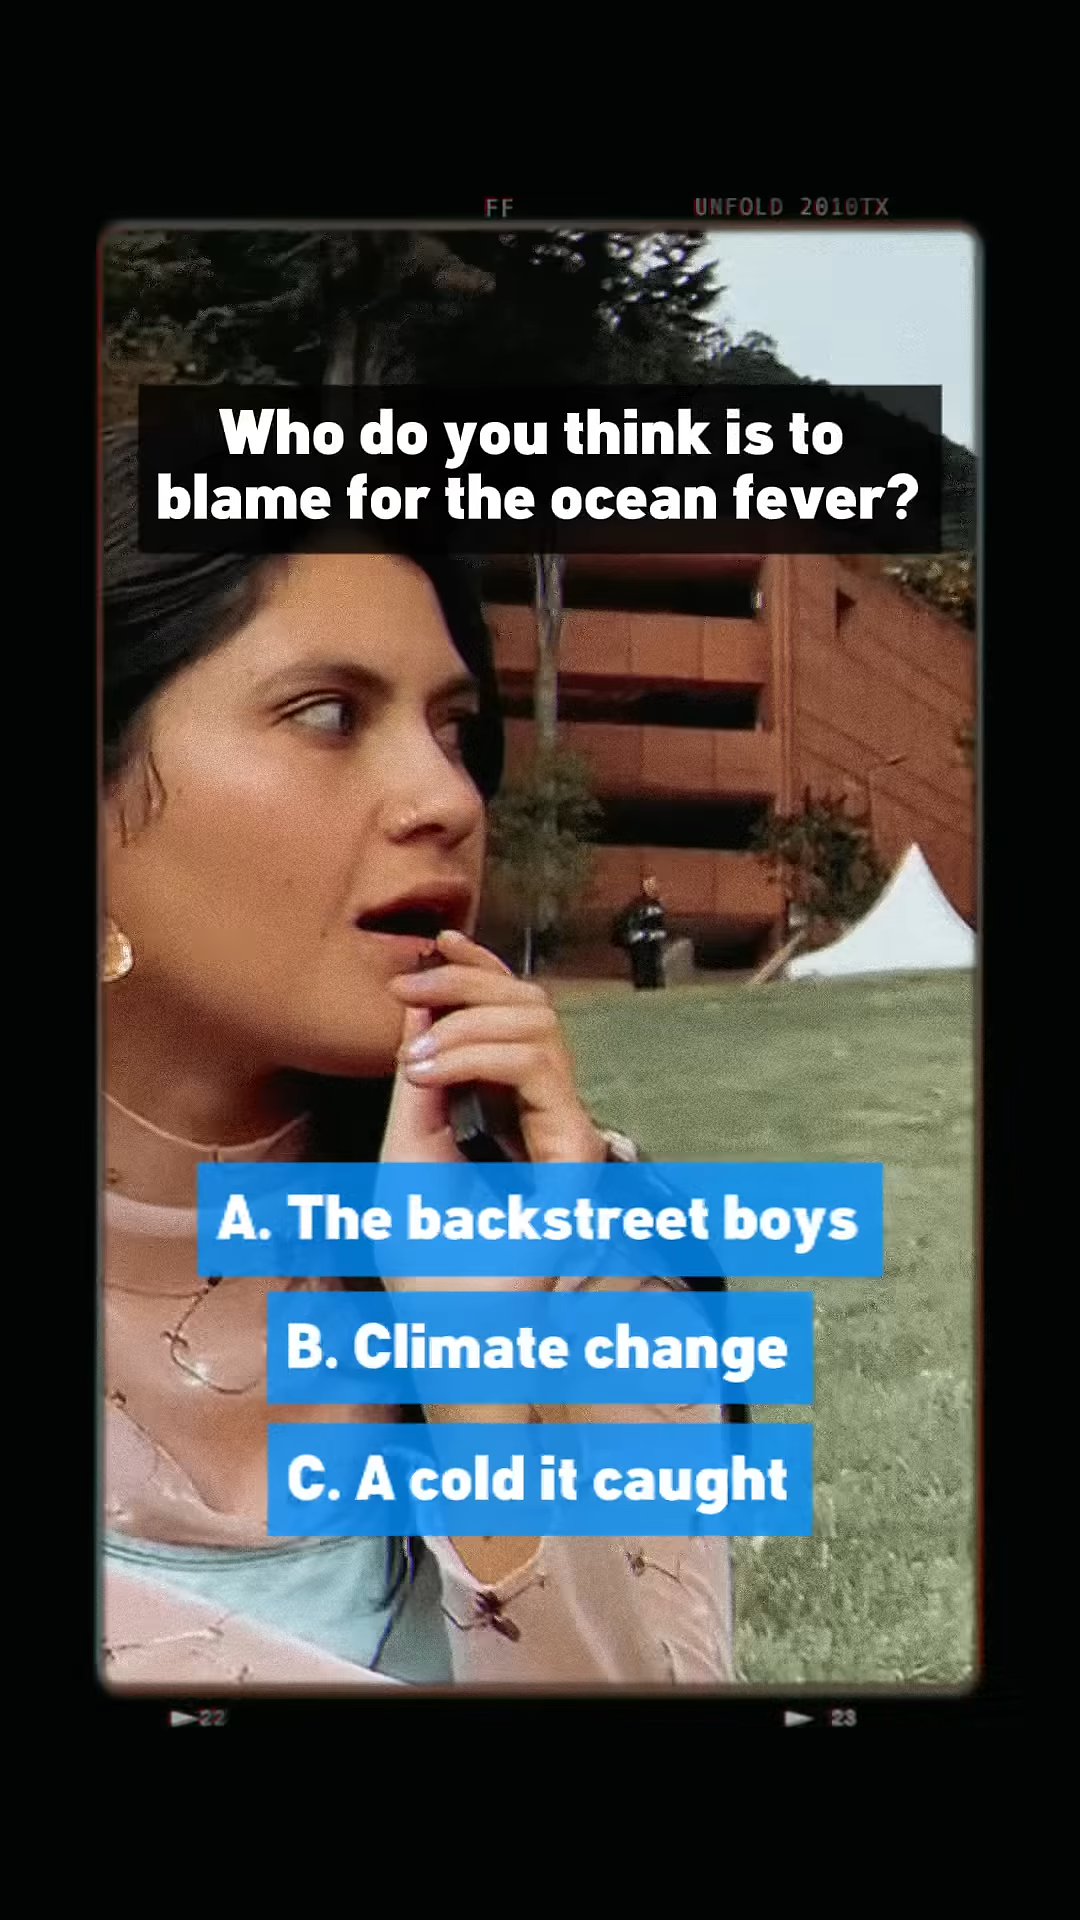 FF UNFOLD 2010TX
Who do you think is to
blame for the ocean fever?
A. The backstreet boys
B. Climate change
C. A cold it caught
22 23